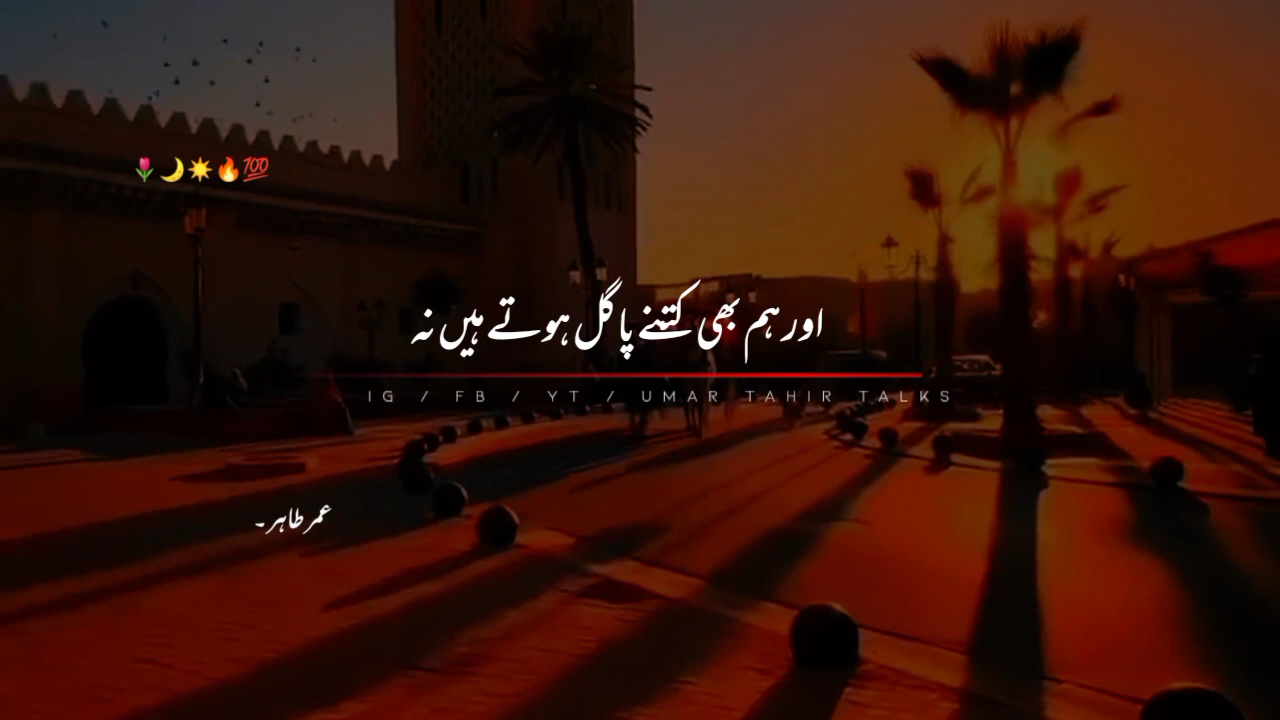 🌷🌙☀️🔥💯
اور ہم بھی کتنے پاگل ہوتے ہیں نہ
IG / FB / YT / UMAR TAHIR TALKS
عمر طاہر ۔